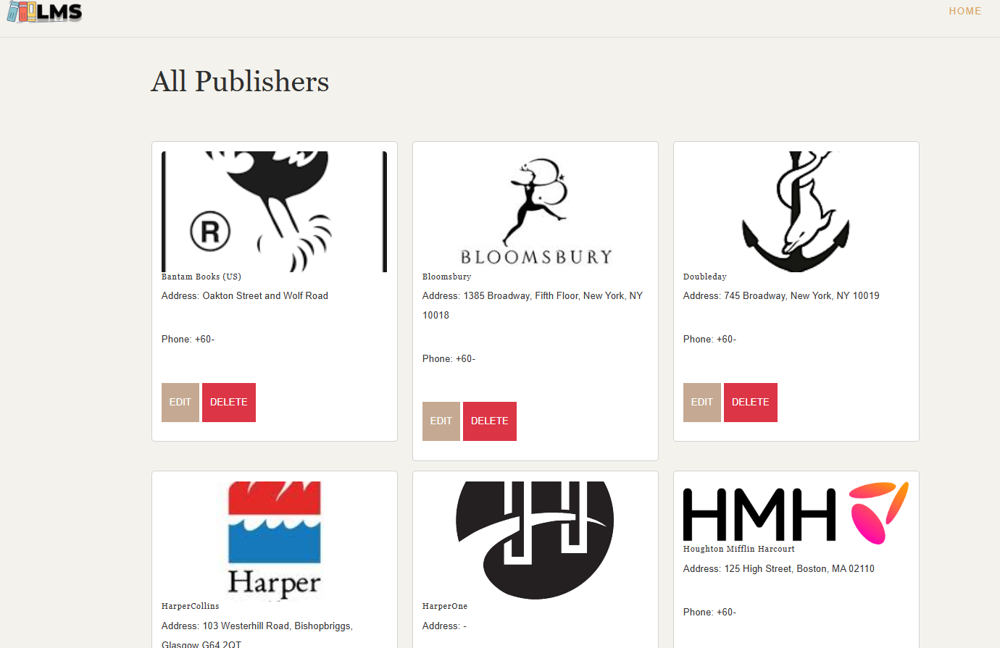 LMS
HOME
All Publishers
®
Bantam Books (US)
Address: Oakton Street and Wolf Road
Phone: +60-
EDIT DELETE
BLOOMSBURY
Bloomsbury
Address: 1385 Broadway, Fifth Floor, New York, NY
10018
Phone: +60-
EDIT DELETE
Doubleday
Address: 745 Broadway, New York, NY 10019
Phone: +60-
EDIT DELETE
Harper
HarperCollins
Address: 103 Westerhill Road, Bishopbriggs,
Glasgow G64 2QT
HarperOne
Address: -
HMH
Houghton Mifflin Harcourt
Address: 125 High Street, Boston, MA 02110
Phone: +60-